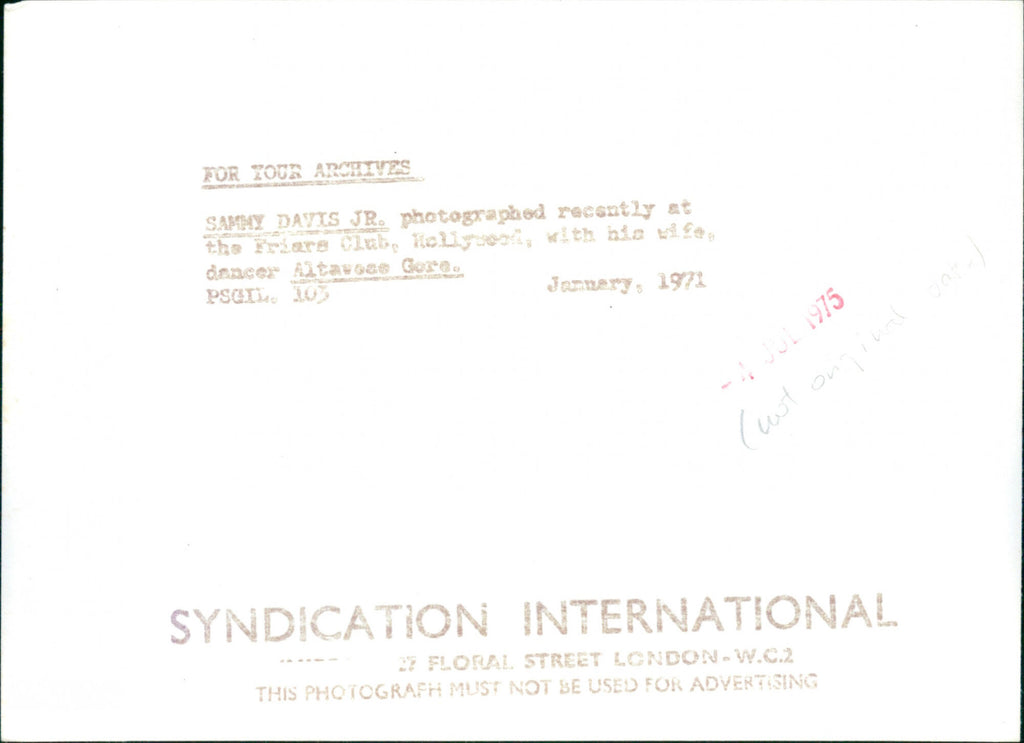 FOR YOUR ARCHIVES
SAMMY DAVIS JR. photographed recently at
the Friars Club, Hollywood, with his wife,
dancer Altavese Gore.
PSGIL. 103 January, 1971
-4 JUL 1975
(not original
SYNDICATION INTERNATIONAL
27 FLORAL STREET LONDON-W.C.2
THIS PHOTOGRAPH MUST NOT BE USED FOR ADVERTISING